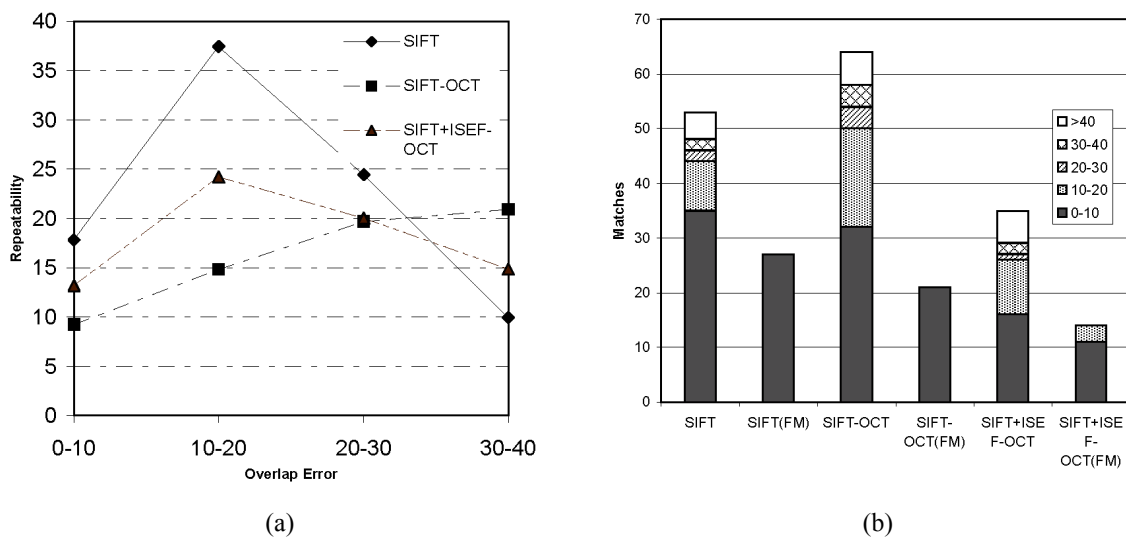 40
35
30
25
20
15
10
5
0
Repeatability
0-10 10-20 20-30 30-40
Overlap Error
SIFT
SIFT-OCT
SIFT+ISEF-
OCT
(a)
70
60
50
40
30
20
10
0
Matches
>40
30-40
20-30
10-20
0-10
SIFT SIFT(FM) SIFT-OCT SIFT- SIFT+ISE SIFT+ISE
OCT(FM) F-OCT F-
OCT(FM)
(b)